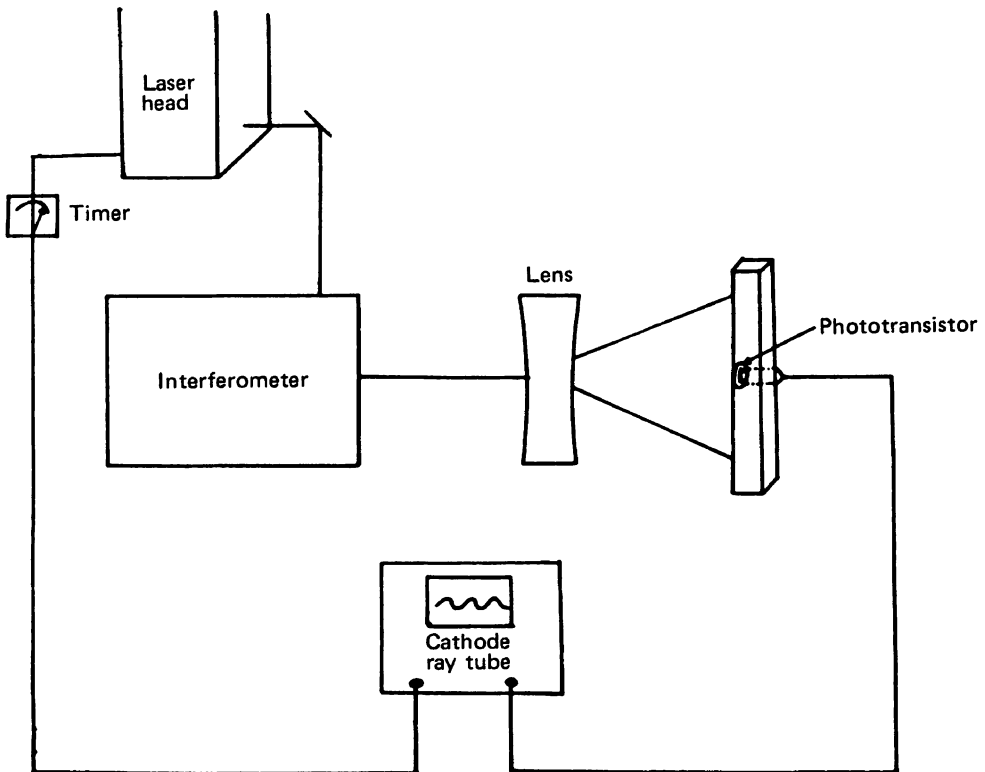 Laser
head
Timer
Lens
Phototransistor
Interferometer
Cathode
ray tube